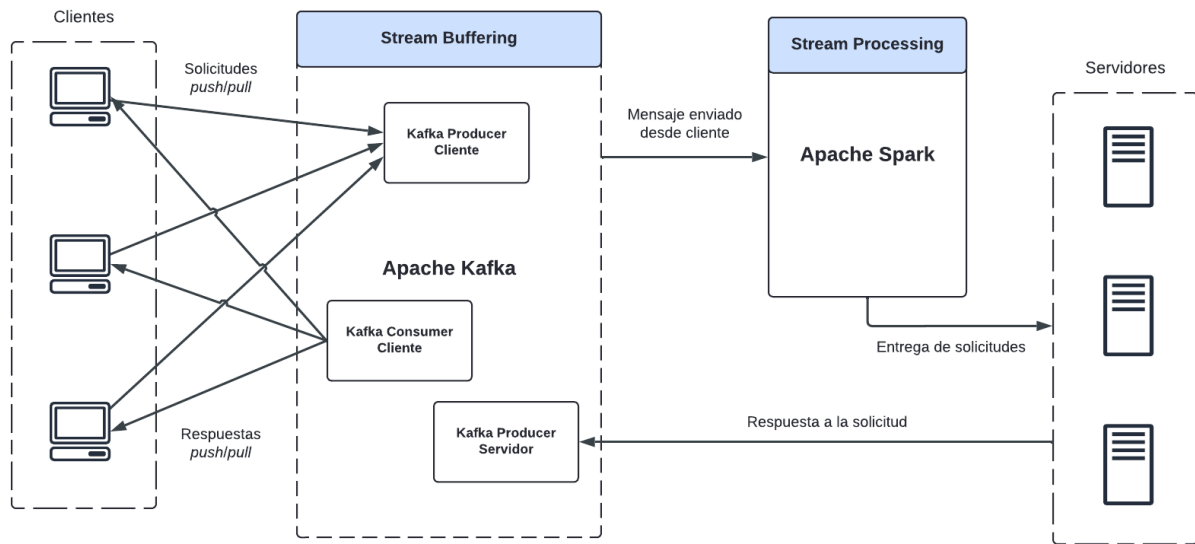 Clientes
Stream Buffering
Stream Processing
Servidores
Solicitudes
push/pull
Kafka Producer
Cliente
Mensaje enviado
desde cliente
Apache Spark
Apache Kafka
Kafka Consumer
Cliente
Entrega de solicitudes
Respuestas
push/pull
Kafka Producer
Servidor
Respuesta a la solicitud